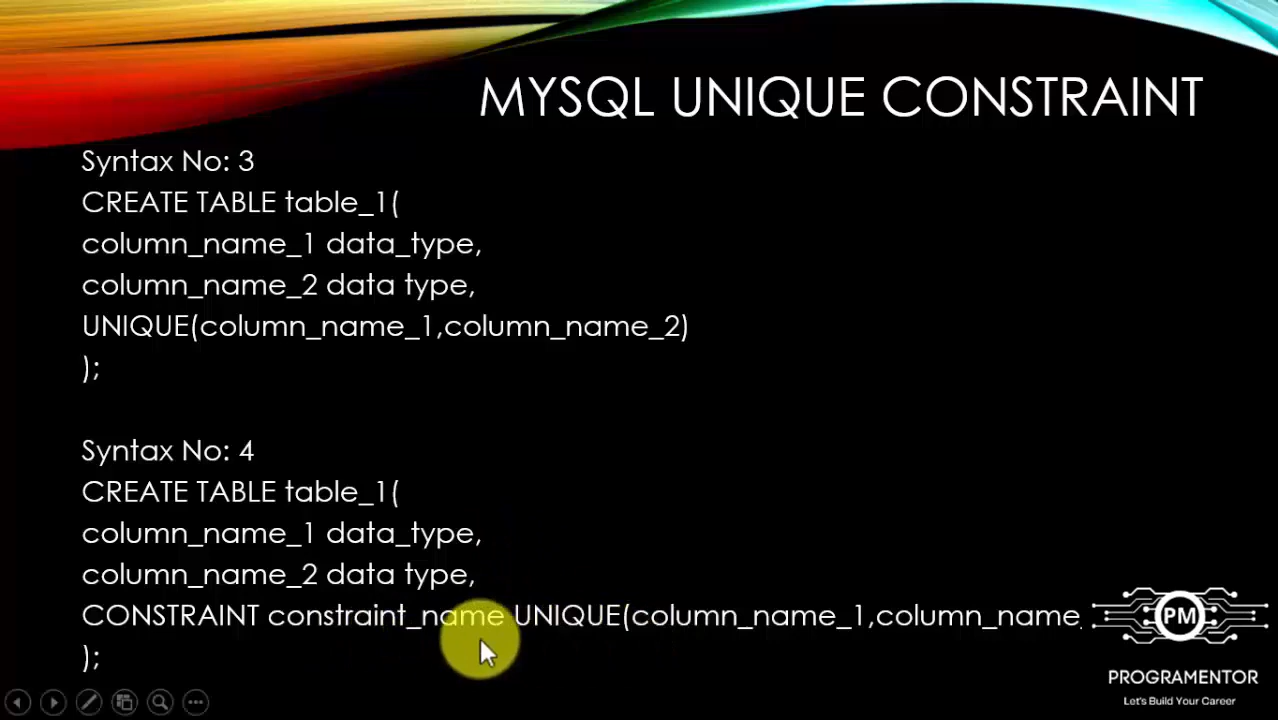 MYSQL UNIQUE CONSTRAINT
Syntax No: 3
CREATE TABLE table_1(
column_name_1 data_type,
column_name_2 data type,
UNIQUE(column_name_1,column_name_2)
);
Syntax No: 4
CREATE TABLE table_1(
column_name_1 data_type,
column_name_2 data type,
CONSTRAINT constraint_name UNIQUE(column_name_1,column_name_
);
PM
PROGRAMENTOR
Let's Build Your Career